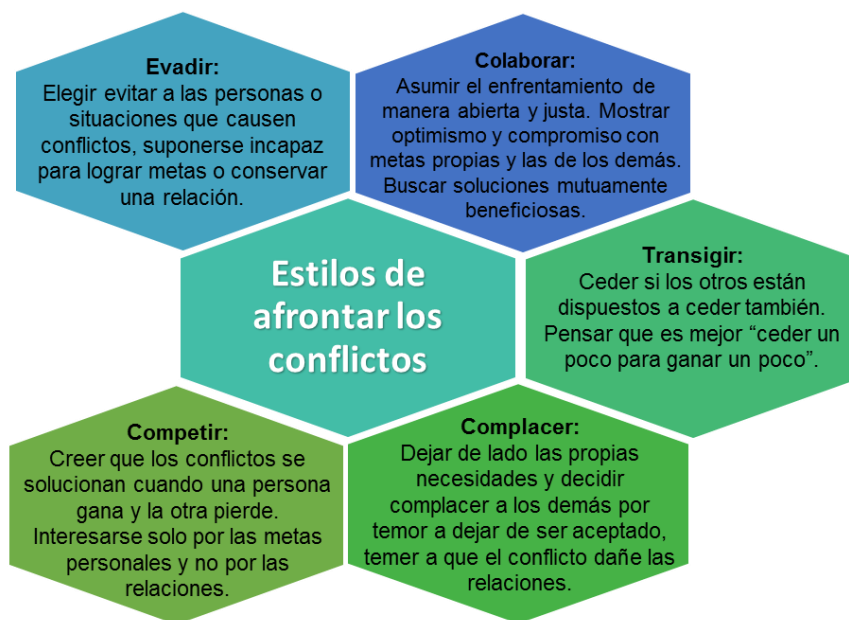 Evadir:
Elegir evitar a las personas o
situaciones que causen
conflictos, suponerse incapaz
para lograr metas o conservar
una relación.
Colaborar:
Asumir el enfrentamiento de
manera abierta y justa. Mostrar
optimismo y compromiso con
metas propias y las de los demás.
Buscar soluciones mutuamente
beneficiosas.
Estilos de
afrontar los
conflictos
Transigir:
Ceder si los otros están
dispuestos a ceder también.
Pensar que es mejor “ceder un
poco para ganar un poco”.
Competir:
Creer que los conflictos se
solucionan cuando una persona
gana y la otra pierde.
Interesarse solo por las metas
personales y no por las
relaciones.
Complacer:
Dejar de lado las propias
necesidades y decidir
complacer a los demás por
temor a dejar de ser aceptado,
temer a que el conflicto dañe las
relaciones.